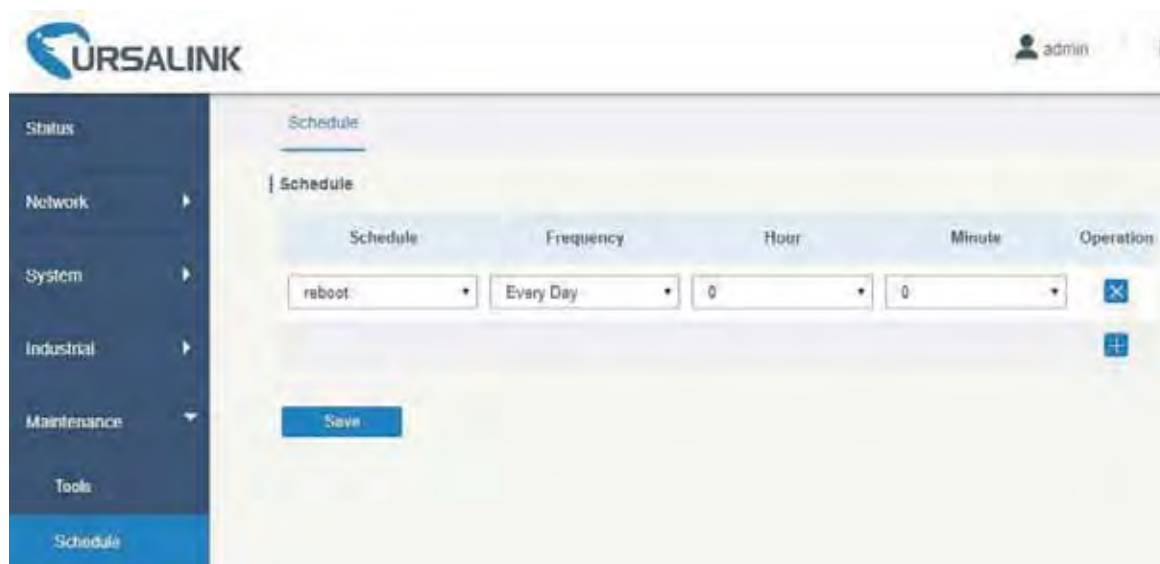 URSALINK
admin
Status
Network
System
Industrial
Maintenance
Tools
Schedule
Schedule
Schedule
Schedule Frequency Hour Minute Operation
reboot Every Day 0 0
Save